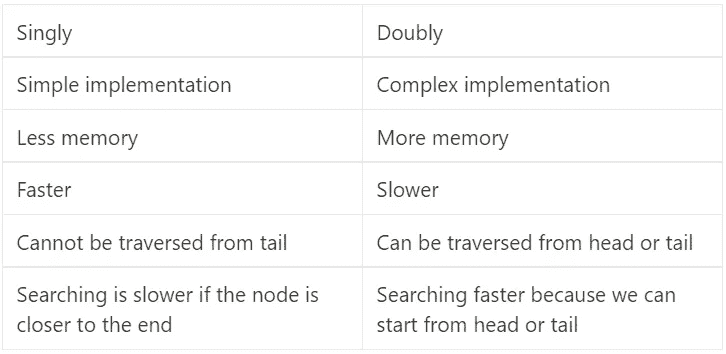 Singly
Doubly
Simple implementation
Complex implementation
Less memory
More memory
Faster
Slower
Cannot be traversed from tail
Can be traversed from head or tail
Searching is slower if the node is
closer to the end
Searching faster because we can
start from head or tail